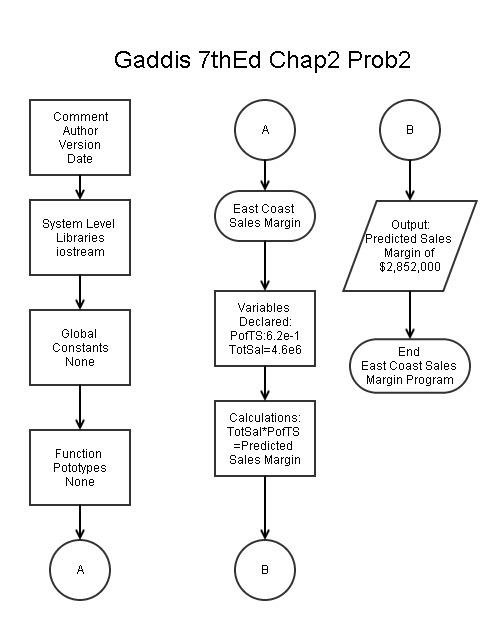 Gaddis 7thEd Chap2 Prob2
Comment
Author
Version
Date
System Level
Libraries
iostream
Global
Constants
None
Function
Pototypes
None
A
A
East Coast
Sales Margin
Variables
Declared:
PofTS:6.2e-1
TotSal=4.6e6
Calculations:
TotSal*PofTS
=Predicted
Sales Margin
B
B
Output:
Predicted Sales
Margin of
$2,852,000
End
East Coast Sales
Margin Program